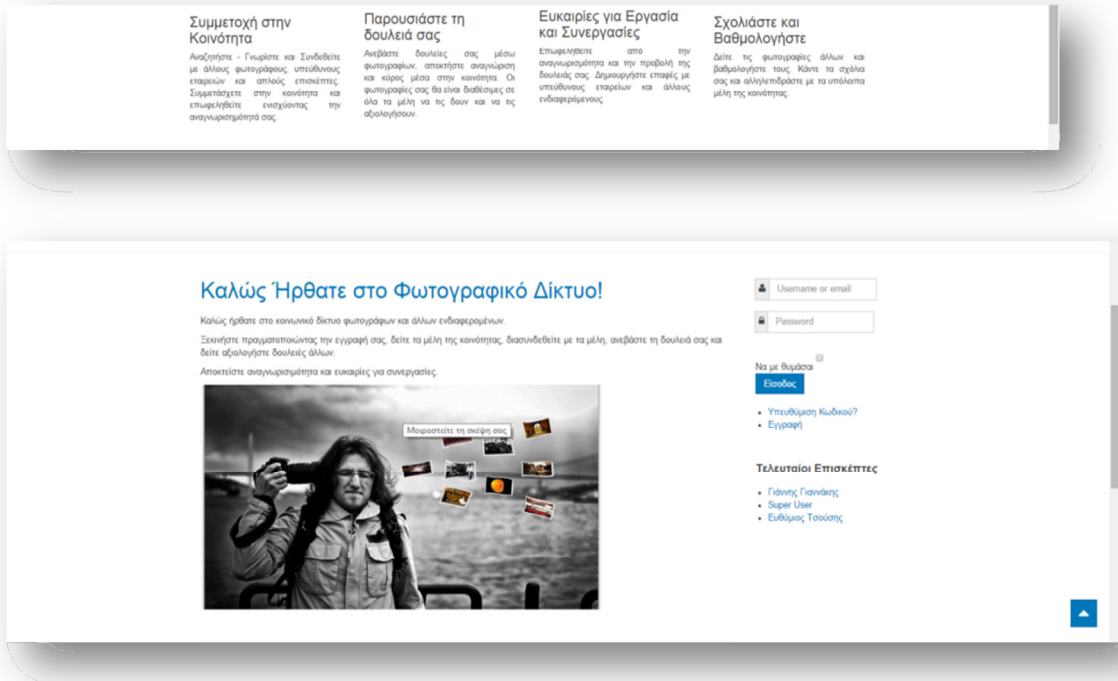 Συμμετοχή στην
Κοινότητα
Αναζητήστε - Γνωρίστε και Συνδεθείτε
με άλλους φωτογράφους, υπεύθυνους
εταιρειών και απλούς επισκέπτες.
Συμμετάσχετε στην κοινότητα και
επωφεληθείτε ενισχύοντας την
αναγνωρισημότητά σας.
Παρουσιάστε τη
δουλειά σας
Ανεβάστε δουλείες σας μέσω
φωτογραφίων, αποκτήστε αναγνώριση
και κύρος μέσα στην κοινότητα. Οι
φωτογραφίες σας θα είναι διαθέσιμες σε
όλα τα μέλη να τις δουν και να τις
αξιολογήσουν.
Ευκαιρίες για Εργασία
και Συνεργασίες
Επωφεληθείτε από την
αναγνωρισιμότητα και την προβολή της
δουλειάς σας. Δημιουργήστε επαφές με
υπεύθυνους εταιρείων και άλλους
ενδιαφερόμενους.
Σχολιάστε και
Βαθμολογήστε
Δείτε τις φωτογραφίες άλλων και
βαθμολογήστε τους. Κάντε τα σχόλια
σας και αλληλεπιδράστε με τα υπόλοιπα
μέλη της κοινότητας.
Καλώς Ήρθατε στο Φωτογραφικό Δίκτυο!
Καλώς ήρθατε στο κοινωνικό δίκτυο φωτογράφων και άλλων ενδιαφερομένων.
Ξεκινήστε πραγματοποιώντας την εγγραφή σας, δείτε τα μέλη της κοινότητας, διασυνδεθείτε με τα μέλη, ανεβάστε τη δουλειά σας και
δείτε αξιολογήστε δουλειές άλλων.
Αποκτείστε αναγνωρισιμότητα και ευκαιρίες για συνεργασίες.
Μοιραστείτε τη σκέψη σας
Username or email
Password
Να με θυμάσαι
Είσοδος
Υπευθύμιση Κωδικού?
Εγγραφή
Τελευταίοι Επισκέπτες
Γιάννης Γιαννάκης
Super User
Ευθύμιος Τσούσης